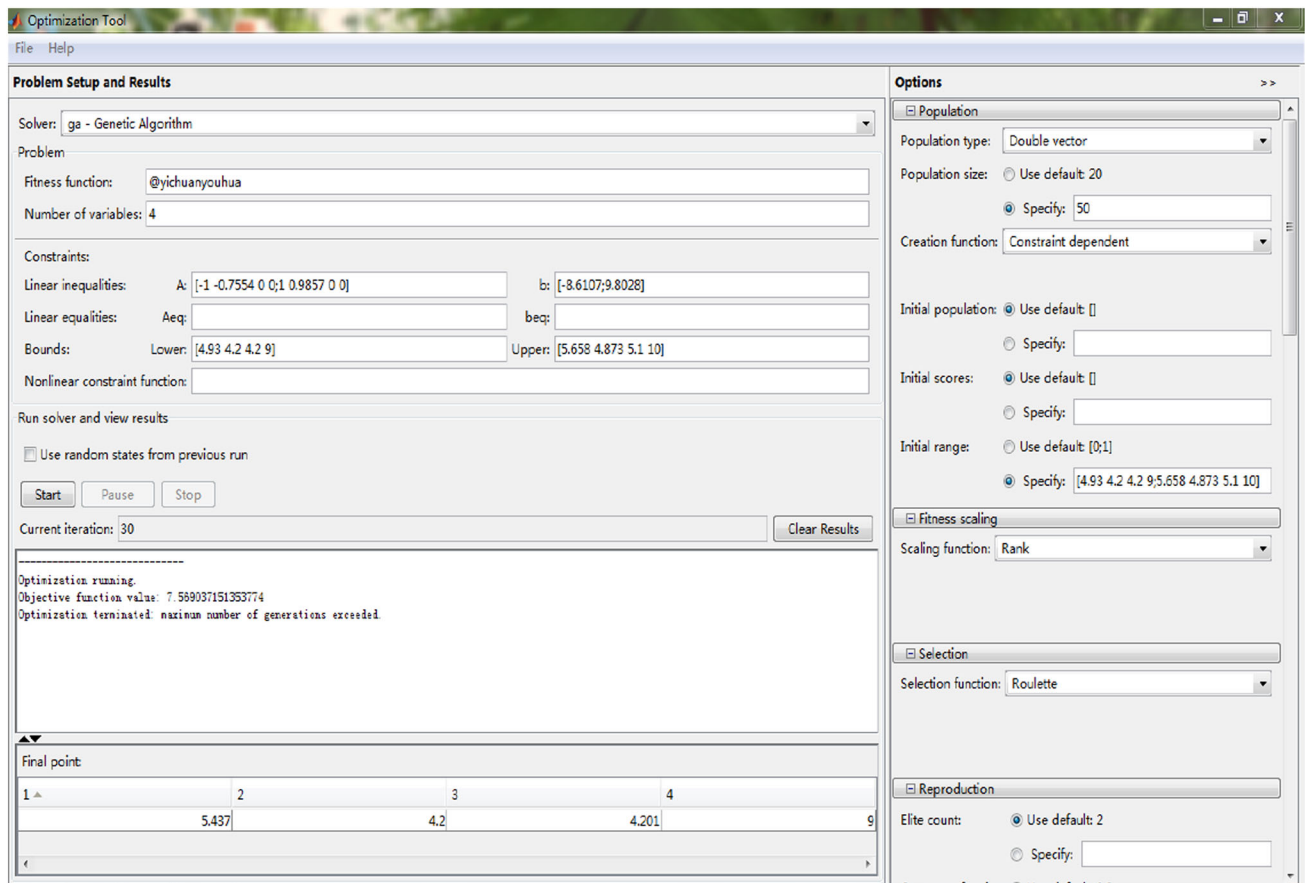 Optimization Tool
File Help
Problem Setup and Results
Solver: ga - Genetic Algorithm
Problem
Fitness function: @yichuanyouhua
Number of variables: 4
Constraints:
Linear inequalities: A: [-1 -0.7554 0 0;1 0.9857 0 0] b: [-8.6107;9.8028]
Linear equalities: Aeq: beq:
Bounds: Lower: [4.93 4.2 4.2 9] Upper: [5.658 4.873 5.1 10]
Nonlinear constraint function:
Run solver and view results
Use random states from previous run
Start Pause Stop
Current iteration: 30 Clear Results
------------------------------
Optimization running.
Objective function value: 7.569037151353774
Optimization terminated: maximum number of generations exceeded.
Final point:
1 2 3 4
5.437 4.2 4.201 9
Options >>
Population
Population type: Double vector
Population size: Use default: 20
Specify: 50
Creation function: Constraint dependent
Initial population: Use default: []
Specify:
Initial scores: Use default: []
Specify:
Initial range: Use default: [0;1]
Specify: [4.93 4.2 4.2 9;5.658 4.873 5.1 10]
Fitness scaling
Scaling function: Rank
Selection
Selection function: Roulette
Reproduction
Elite count: Use default: 2
Specify: